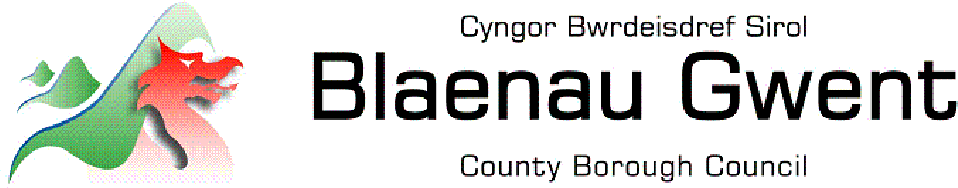 Cyngor Bwrdeisdref Sirol
Blaenau Gwent
County Borough Council